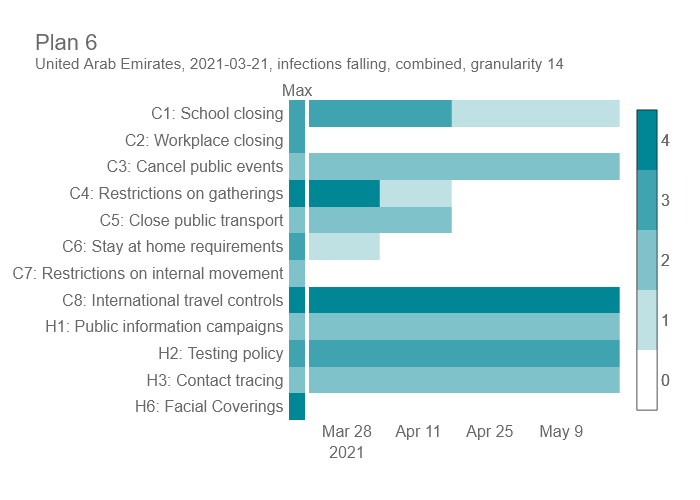 Plan 6
United Arab Emirates, 2021-03-21, infections falling, combined, granularity 14
Max
C1: School closing
C2: Workplace closing
C3: Cancel public events
C4: Restrictions on gatherings
C5: Close public transport
C6: Stay at home requirements
C7: Restrictions on internal movement
C8: International travel controls
H1: Public information campaigns
H2: Testing policy
H3: Contact tracing
H6: Facial Coverings
4
3
2
1
0
Mar 28 Apr 11 Apr 25 May 9
2021